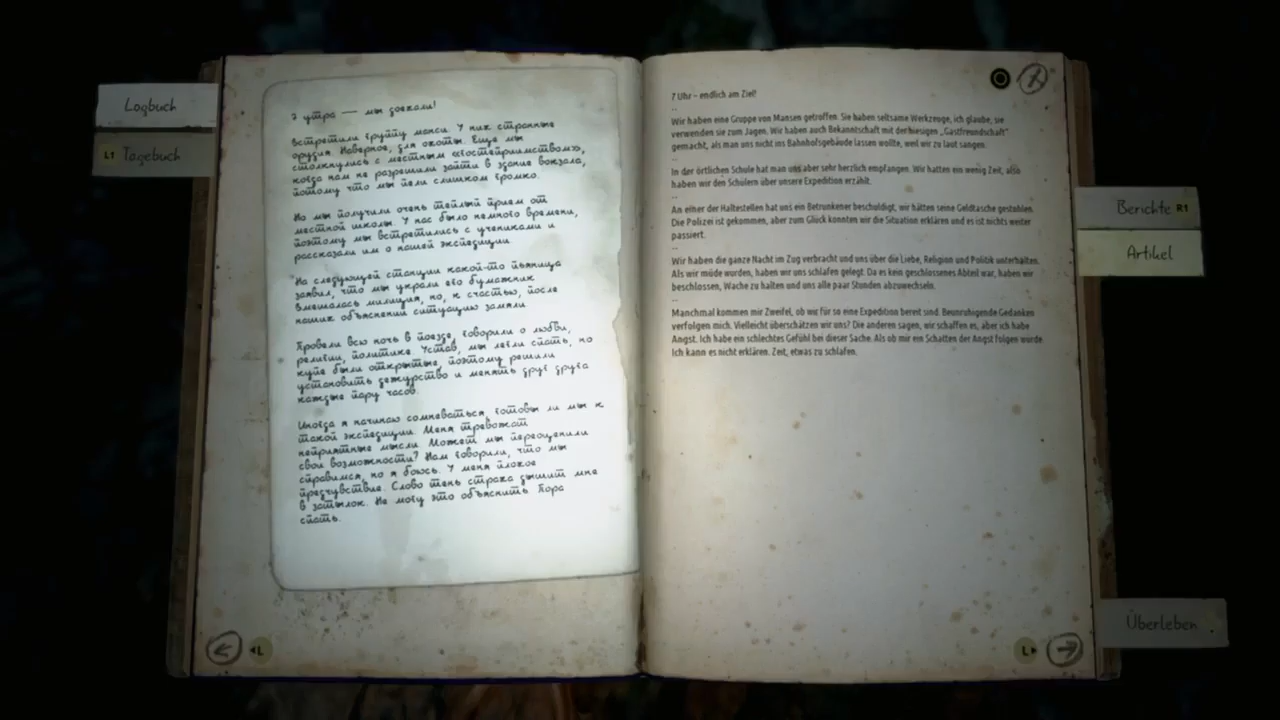 Logbuch
L1 Tagebuch
7 утра — мы доехали!
Встретили группу манси. У них странные
орудия. Наверное, для охоты. Еще мы
столкнулись с местным «гостеприимством»,
когда нам не разрешили зайти в здание вокзала,
потому что мы пели слишком громко.
Но мы получили очень теплый прием от
местной школы. У нас было немного времени,
поэтому мы встретились с учениками и
рассказали им о нашей экспедиции.
На следующей станции какой-то пьяница
заявил, что мы украли его бумажник.
Вмешалась милиция, но, к счастью, после
наших объяснений ситуацию замяли.
Провели всю ночь в поезде, говорили о любви,
религии, политике. Устав, мы легли спать, но
купе были открытые, поэтому решили
установить дежурство и менять друг друга
каждые пару часов.
Иногда я начинаю сомневаться, готовы ли мы к
такой экспедиции. Меня тревожат
неприятные мысли. Может, мы переоценили
свои возможности? Нам говорили, что мы
справимся, но я боюсь. У меня плохое
предчувствие. Слово тень страха дышит мне
в затылок. Не могу это объяснить. Пора
спать.
7 Uhr – endlich am Ziel!
--
Wir haben eine Gruppe von Mansen getroffen. Sie haben seltsame Werkzeuge, ich glaube, sie
verwenden sie zum Jagen. Wir haben auch Bekanntschaft mit der hiesigen „Gastfreundschaft“
gemacht, als man uns nicht ins Bahnhofsgebäude lassen wollte, weil wir zu laut sangen.
--
In der örtlichen Schule hat man uns aber sehr herzlich empfangen. Wir hatten ein wenig Zeit, also
haben wir den Schülern über unsere Expedition erzählt.
--
An einer der Haltestellen hat uns ein Betrunkener beschuldigt, wir hätten seine Geldtasche gestohlen.
Die Polizei ist gekommen, aber zum Glück konnten wir die Situation erklären und es ist nichts weiter
passiert.
--
Wir haben die ganze Nacht im Zug verbracht und uns über die Liebe, Religion und Politik unterhalten.
Als wir müde wurden, haben wir uns schlafen gelegt. Da es kein geschlossenes Abteil war, haben wir
beschlossen, Wache zu halten und uns alle paar Stunden abzuwechseln.
--
Manchmal kommen mir Zweifel, ob wir für so eine Expedition bereit sind. Beunruhigende Gedanken
verfolgen mich. Vielleicht überschätzen wir uns? Die anderen sagen, wir schaffen es, aber ich habe
Angst. Ich habe ein schlechtes Gefühl bei dieser Sache. Als ob mir ein Schatten der Angst folgen würde.
Ich kann es nicht erklären. Zeit, etwas zu schlafen.
Berichte R1
Artikel
Überleben
L
L